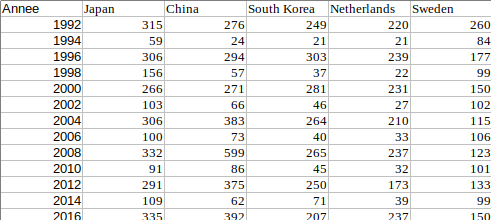 Annee Japan China South Korea Netherlands Sweden
1992 315 276 249 220 260
1994 59 24 21 21 84
1996 306 294 303 239 177
1998 156 57 37 22 99
2000 266 271 281 231 150
2002 103 66 46 27 102
2004 306 383 264 210 115
2006 100 73 40 33 106
2008 332 599 265 237 123
2010 91 86 45 32 101
2012 291 375 250 173 133
2014 109 62 71 39 99
2016 335 392 207 237 150